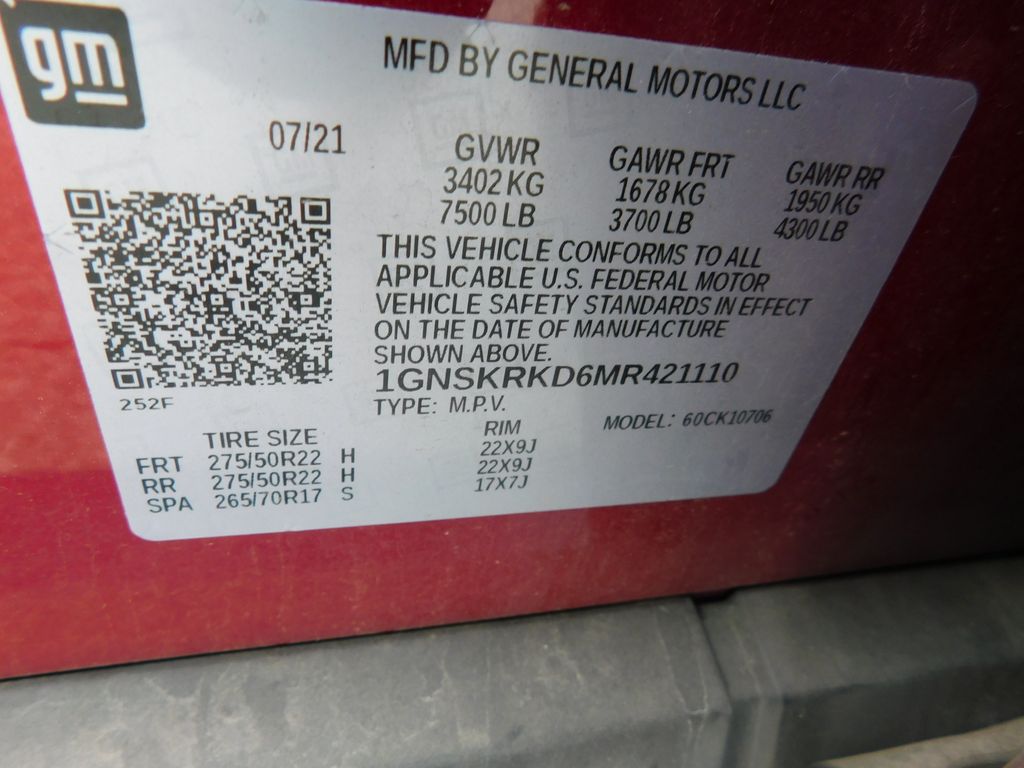 gm
MFD BY GENERAL MOTORS LLC
07/21
GVWR GAWR FRT GAWR RR
3402 KG 1678 KG 1950 KG
7500 LB 3700 LB 4300 LB
THIS VEHICLE CONFORMS TO ALL
APPLICABLE U.S. FEDERAL MOTOR
VEHICLE SAFETY STANDARDS IN EFFECT
ON THE DATE OF MANUFACTURE
SHOWN ABOVE.
1GNSKRKD6MR421110
252F
TYPE: M.P.V.
MODEL: 60CK10706
TIRE SIZE RIM
FRT 275/50R22 H 22X9J
RR 275/50R22 H 22X9J
SPA 265/70R17 S 17X7J